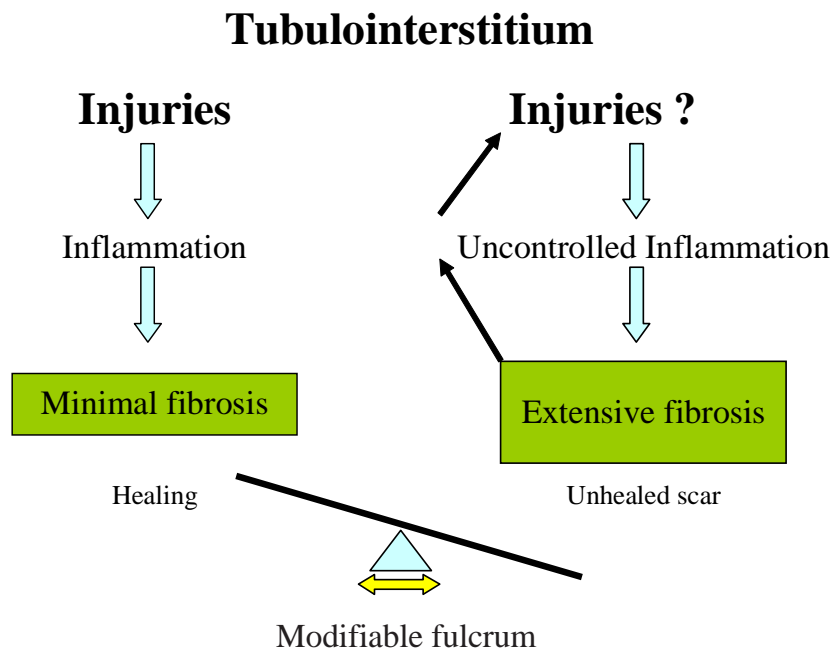 Tubulointerstitium
Injuries
Injuries ?
Inflammation
Uncontrolled Inflammation
Minimal fibrosis
Extensive fibrosis
Healing
Unhealed scar
Modifiable fulcrum